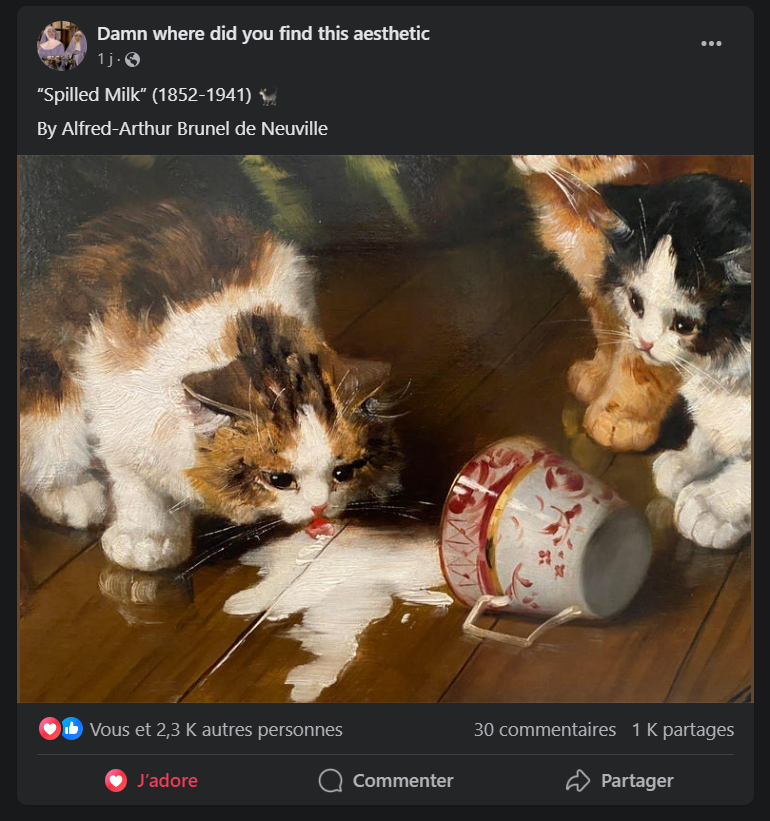 Damn where did you find this aesthetic
1 j ·
“Spilled Milk” (1852-1941) 🐈‍⬛
By Alfred-Arthur Brunel de Neuville
Vous et 2,3 K autres personnes 30 commentaires 1 K partages
J’adore Commenter Partager